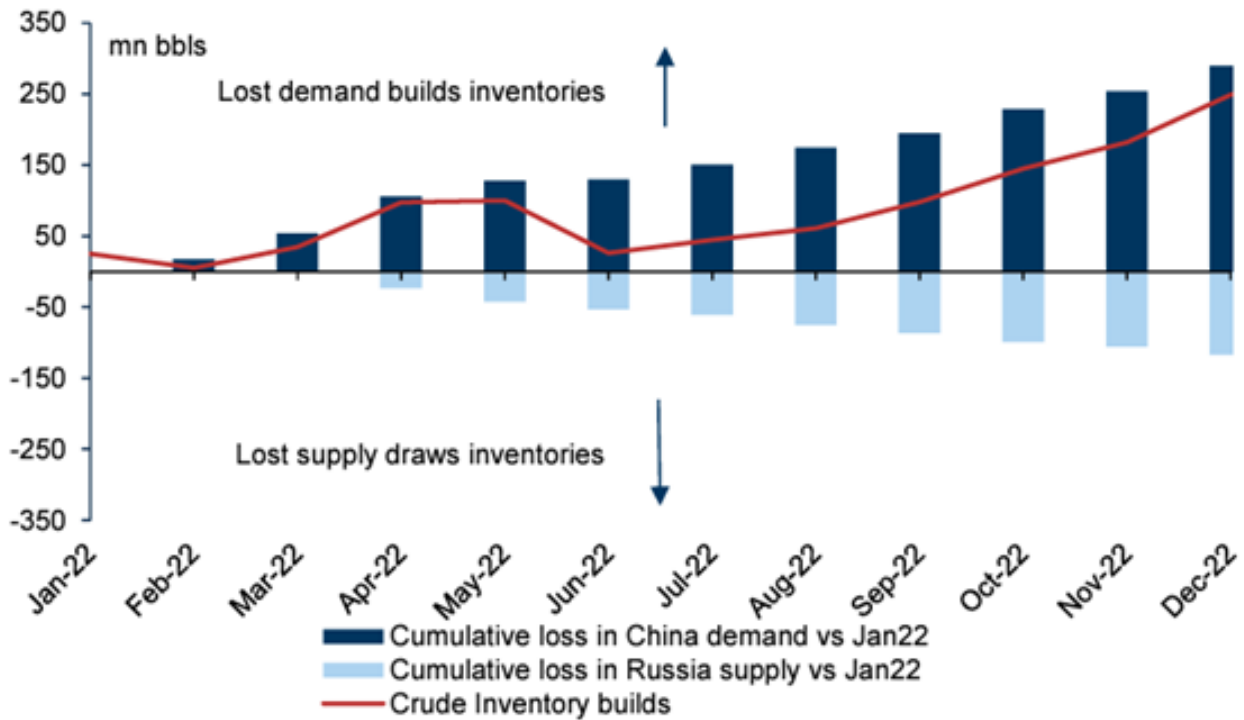 350
mn bbls
Lost demand builds inventories
250
150
50
-50
-150
Lost supply draws inventories
-250
-350
Jan-22
Feb-22
Mar-22
Apr-22
May-22
Jun-22
Jul-22
Aug-22
Sep-22
Oct-22
Nov-22
Dec-22
Cumulative loss in China demand vs Jan22
Cumulative loss in Russia supply vs Jan22
Crude Inventory builds